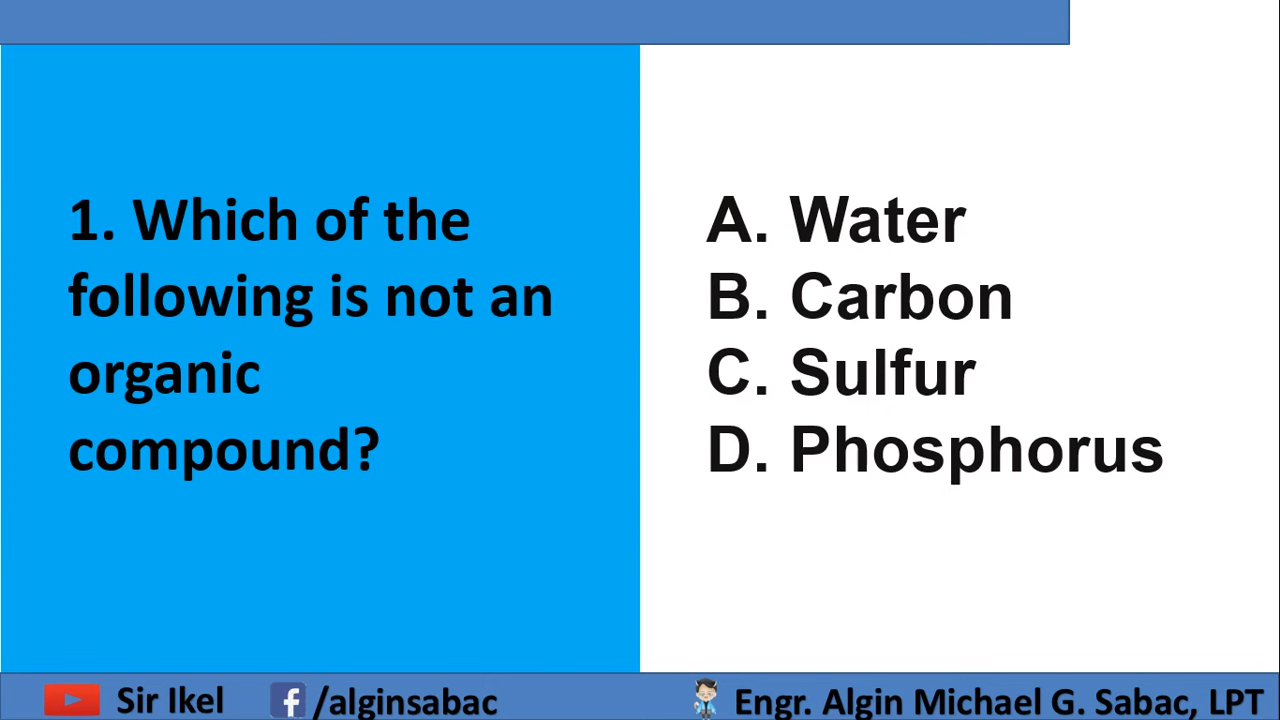 1. Which of the
following is not an
organic
compound?
A. Water
B. Carbon
C. Sulfur
D. Phosphorus
Sir Ikel
/alginsabac
Engr. Algin Michael G. Sabac, LPT